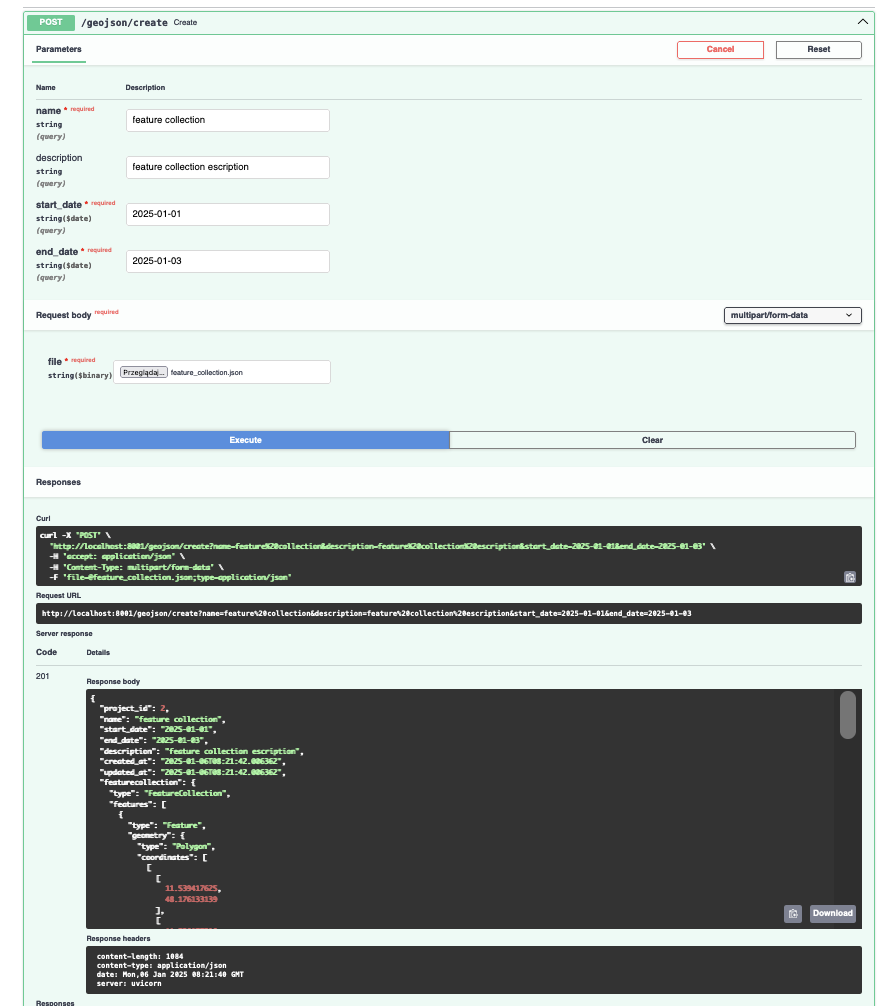 POST /geojson/create Create
Parameters
Cancel
Reset
Name Description
name * required
string
(query)
feature collection
description
string
(query)
feature collection escription
start_date * required
string($date)
(query)
2025-01-01
end_date * required
string($date)
(query)
2025-01-03
Request body required
multipart/form-data
file * required
string($binary)
Przeglądaj... feature_collection.json
Execute
Clear
Responses
Curl
curl -X 'POST' \
'http://localhost:8001/geojson/create?name=feature%20collection&description=feature%20collection%20escription&start_date=2025-01-01&end_date=2025-01-03' \
-H 'accept: application/json' \
-H 'Content-Type: multipart/form-data' \
-F 'file=@feature_collection.json;type=application/json'
Request URL
http://localhost:8001/geojson/create?name=feature%20collection&description=feature%20collection%20escription&start_date=2025-01-01&end_date=2025-01-03
Server response
Code Details
201
Response body
{
"project_id": 2,
"name": "feature collection",
"start_date": "2025-01-01",
"end_date": "2025-01-03",
"description": "feature collection escription",
"created_at": "2025-01-06T08:21:42.006362",
"updated_at": "2025-01-06T08:21:42.006362",
"featurecollection": {
"type": "FeatureCollection",
"features": [
{
"type": "Feature",
"geometry": {
"type": "Polygon",
"coordinates": [
[
[
11.539417625,
48.176133139
],
[
Download
Response headers
content-length: 1084
content-type: application/json
date: Mon,06 Jan 2025 08:21:40 GMT
server: uvicorn
Responses